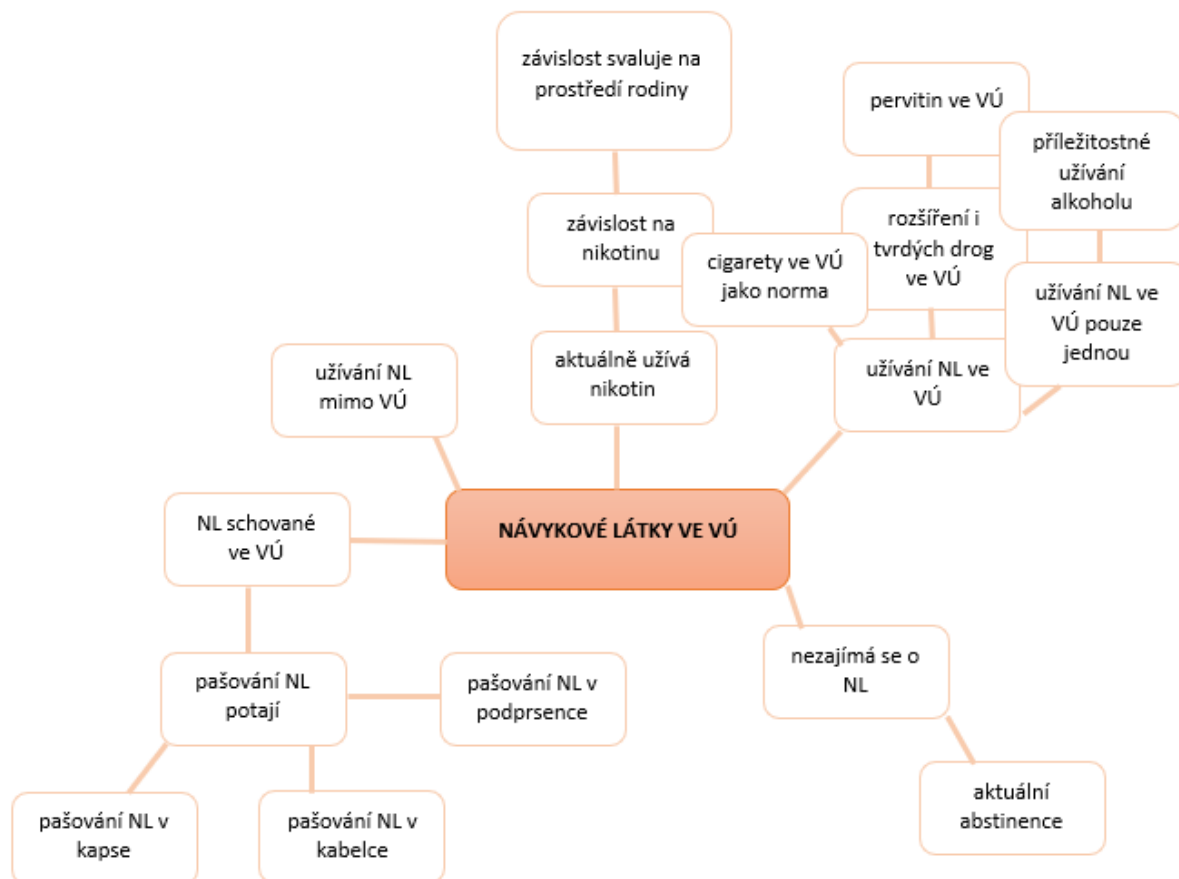 závislost svaluje na
prostředí rodiny
pervitin ve VÚ
příležitostné
užívání
alkoholu
závislost na
nikotinu
rozšíření i
tvrdých drog
ve VÚ
cigarety ve VÚ
jako norma
užívání NL ve
VÚ pouze
jednou
užívání NL
mimo VÚ
aktuálně užívá
nikotin
užívání NL ve
VÚ
NÁVYKOVÉ LÁTKY VE VÚ
NL schované
ve VÚ
nezajímá se o
NL
pašování NL
potají
pašování NL v
podprsence
aktuální
abstinence
pašování NL v
kapse
pašování NL v
kabelce